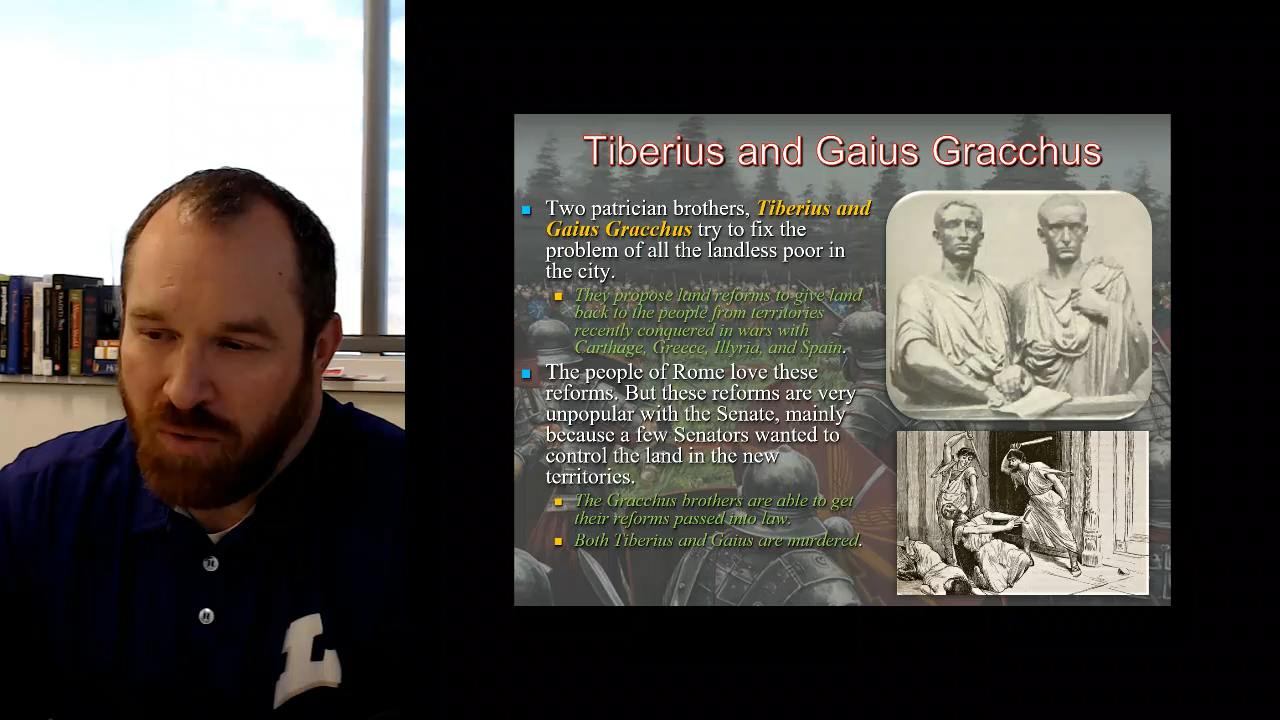 Tiberius and Gaius Gracchus
Two patrician brothers, Tiberius and
Gaius Gracchus try to fix the
problem of all the landless poor in
the city.
They propose land reforms to give land
back to the people from territories
recently conquered in wars with
Carthage, Greece, Illyria, and Spain.
The people of Rome love these
reforms. But these reforms are very
unpopular with the Senate, mainly
because a few Senators wanted to
control the land in the new
territories.
The Gracchus brothers are able to get
their reforms passed into law.
Both Tiberius and Gaius are murdered.
L